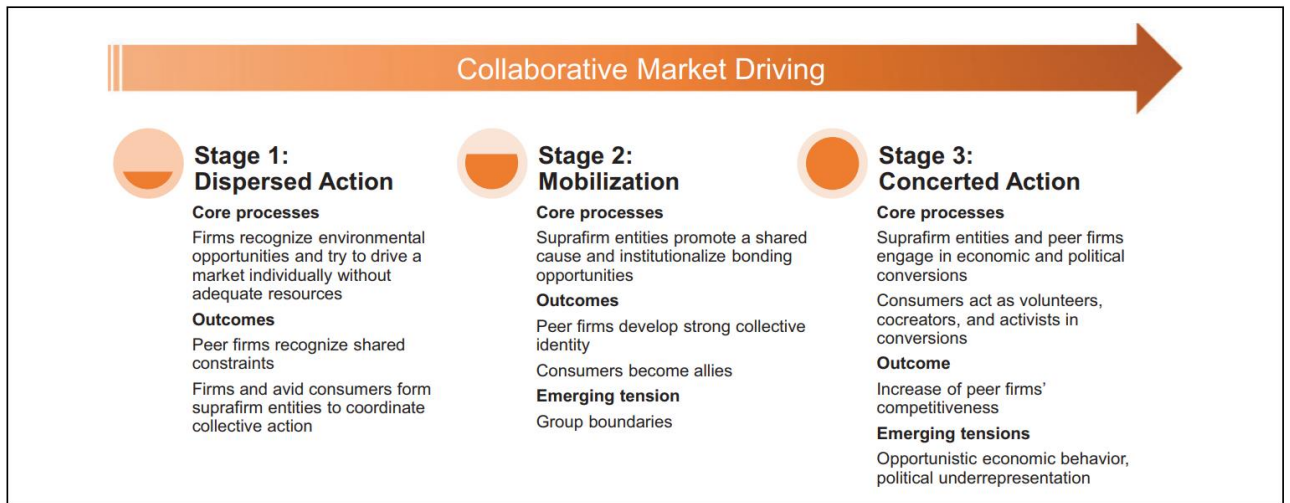 Collaborative Market Driving
Stage 1:
Dispersed Action
Core processes
Firms recognize environmental
opportunities and try to drive a
market individually without
adequate resources
Outcomes
Peer firms recognize shared
constraints
Firms and avid consumers form
suprafirm entities to coordinate
collective action
Stage 2:
Mobilization
Core processes
Suprafirm entities promote a shared
cause and institutionalize bonding
opportunities
Outcomes
Peer firms develop strong collective
identity
Consumers become allies
Emerging tension
Group boundaries
Stage 3:
Concerted Action
Core processes
Suprafirm entities and peer firms
engage in economic and political
conversions
Consumers act as volunteers,
cocreators, and activists in
conversions
Outcome
Increase of peer firms'
competitiveness
Emerging tensions
Opportunistic economic behavior,
political underrepresentation